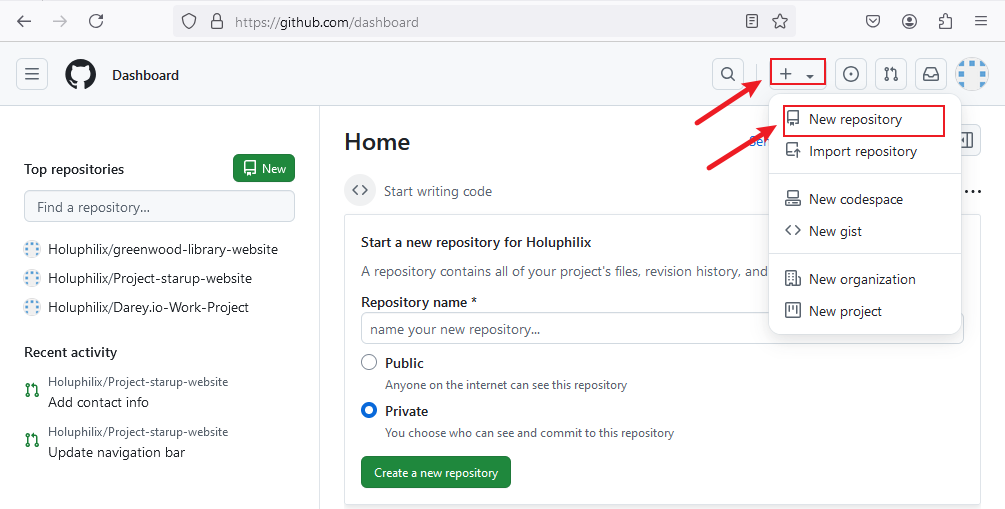 https://github.com/dashboard
Dashboard
Home
Top repositories
New
Find a repository...
Holuphilix/greenwood-library-website
Holuphilix/Project-starup-website
Holuphilix/Darey.io-Work-Project
Recent activity
Holuphilix/Project-starup-website
Add contact info
Holuphilix/Project-starup-website
Update navigation bar
Start writing code
Start a new repository for Holuphilix
A repository contains all of your project's files, revision history, and
Repository name *
name your new repository...
Public
Anyone on the internet can see this repository
Private
You choose who can see and commit to this repository
Create a new repository
New repository
Import repository
New codespace
New gist
New organization
New project